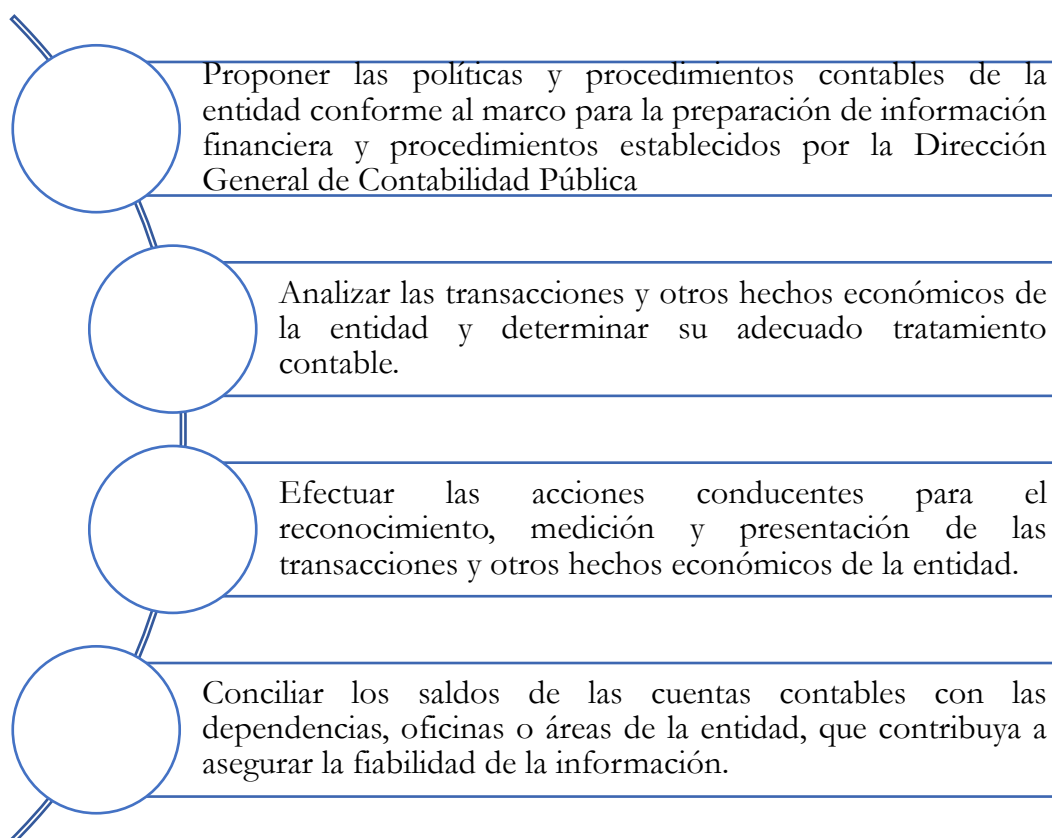 Proponer las políticas y procedimientos contables de la
entidad conforme al marco para la preparación de información
financiera y procedimientos establecidos por la Dirección
General de Contabilidad Pública
Analizar las transacciones y otros hechos económicos de
la entidad y determinar su adecuado tratamiento
contable.
Efectuar las acciones conducentes para el
reconocimiento, medición y presentación de las
transacciones y otros hechos económicos de la entidad.
Conciliar los saldos de las cuentas contables con las
dependencias, oficinas o áreas de la entidad, que contribuya a
asegurar la fiabilidad de la información.